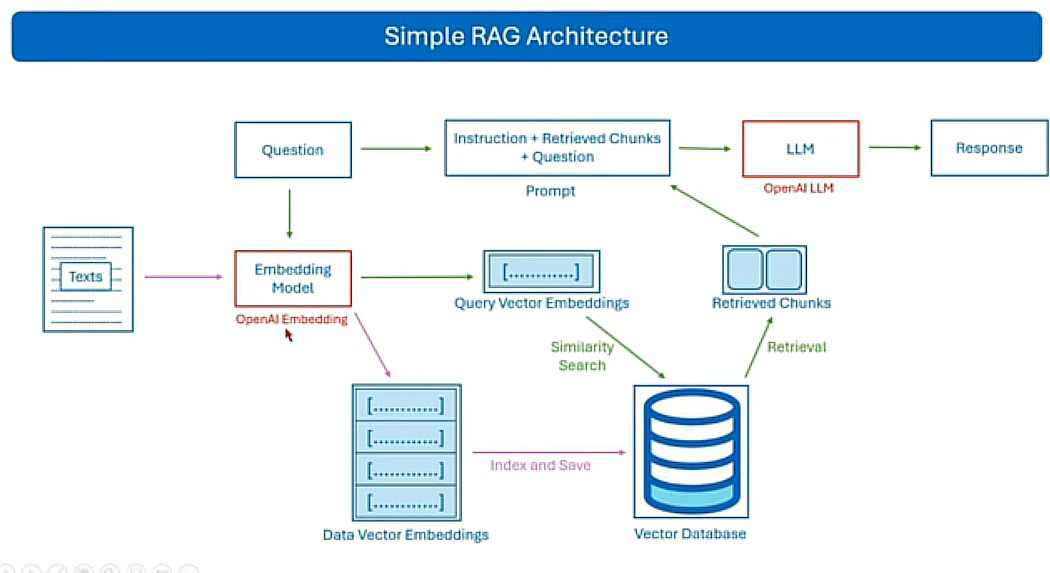 Simple RAG Architecture
Question
Instruction + Retrieved Chunks
+ Question
Prompt
LLM
OpenAI LLM
Response
Texts
Embedding
Model
OpenAI Embedding
[............]
Query Vector Embeddings
Retrieved Chunks
Similarity
Search
Retrieval
[............]
[............]
[............]
[............]
Data Vector Embeddings
Index and Save
Vector Database